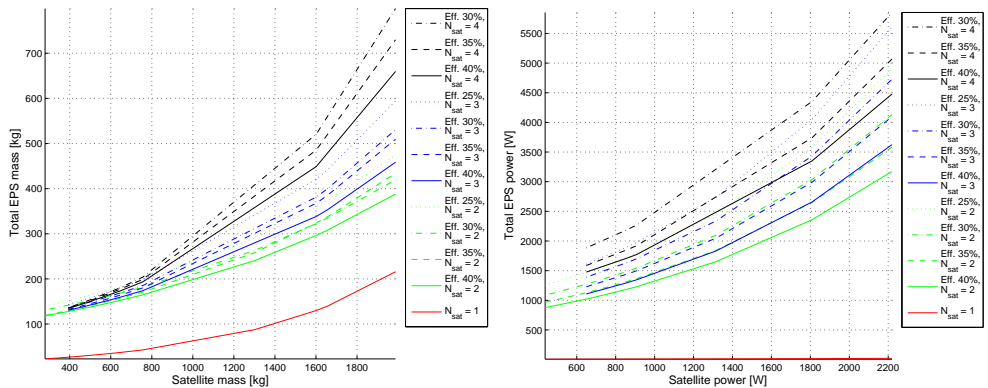 Total EPS mass [kg]
700
600
500
400
300
200
100
400
600
800
1000
1200
1400
1600
1800
Satellite mass [kg]
Eff. 30%,
N_sat = 4
Eff. 35%,
N_sat = 4
Eff. 40%,
N_sat = 4
Eff. 25%,
N_sat = 3
Eff. 30%,
N_sat = 3
Eff. 35%,
N_sat = 3
Eff. 40%,
N_sat = 3
Eff. 25%,
N_sat = 2
Eff. 30%,
N_sat = 2
Eff. 35%,
N_sat = 2
Eff. 40%,
N_sat = 2
N_sat = 1
Total EPS power [W]
5500
5000
4500
4000
3500
3000
2500
2000
1500
1000
500
600
800
1000
1200
1400
1600
1800
2000
2200
Satellite power [W]
Eff. 30%,
N_sat = 4
Eff. 35%,
N_sat = 4
Eff. 40%,
N_sat = 4
Eff. 25%,
N_sat = 3
Eff. 30%,
N_sat = 3
Eff. 35%,
N_sat = 3
Eff. 40%,
N_sat = 3
Eff. 25%,
N_sat = 2
Eff. 30%,
N_sat = 2
Eff. 35%,
N_sat = 2
Eff. 40%,
N_sat = 2
N_sat = 1